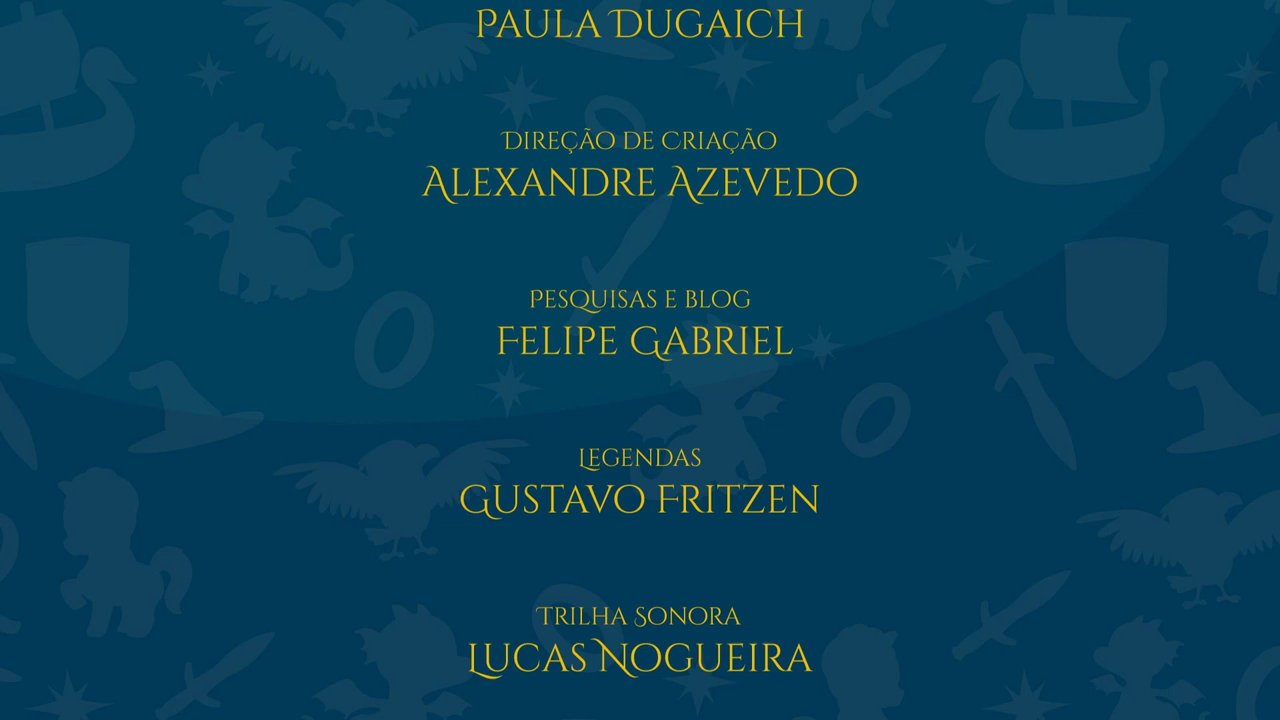 Paula Dugaich
Direção de Criação
Alexandre Azevedo
Pesquisas e Blog
Felipe Gabriel
Legendas
Gustavo Fritzen
Trilha Sonora
Lucas Nogueira